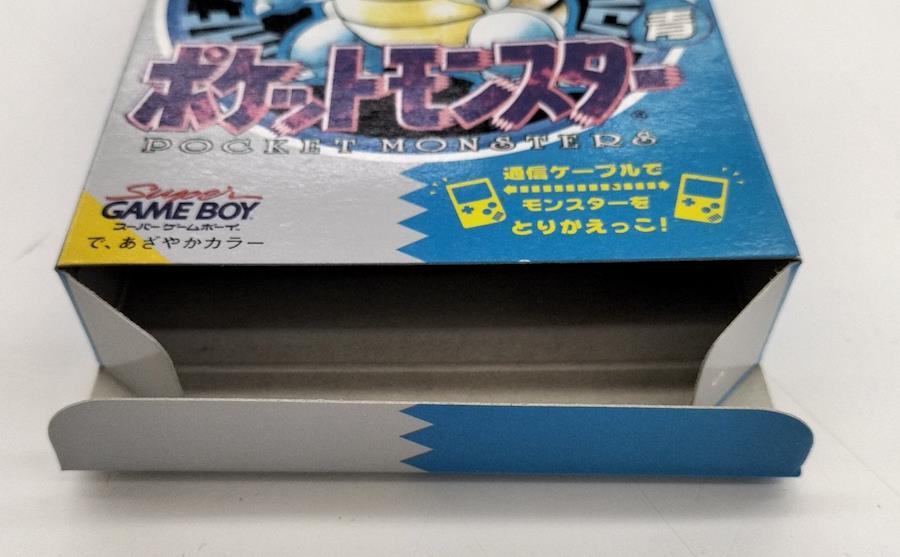 青
ポケットモンスター
®
POCKET MONSTERS
通信ケーブルで
モンスターを
とりかえっこ!
Super
GAME BOY
スーパーゲームボーイ
で、あざやかカラー